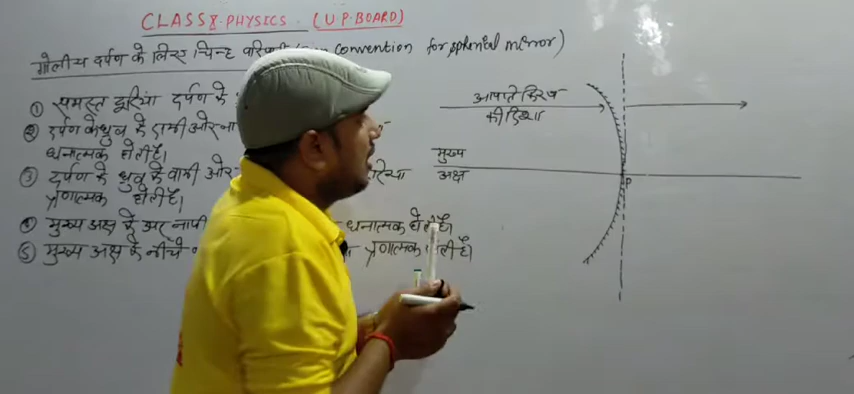 CLASS 8 PHYSICS. (U P. BOARD)
गोलीय दर्पण के लिए चिन्ह convention for spherical mirror)
① समस्त दूरियां दर्पण के
② दर्पण के ध्रुव के दायी ओर
धनात्मक होती है।
③ दर्पण के ध्रुव के बायी ओर
ऋणात्मक होती है।
④ मुख्य अक्ष के ऊपर नापी धनात्मक होती है।
⑤ मुख्य अक्ष के नीचे ऋणात्मक होती है।
आपतित किरण
की दिशा
मुख्य
अक्ष
P